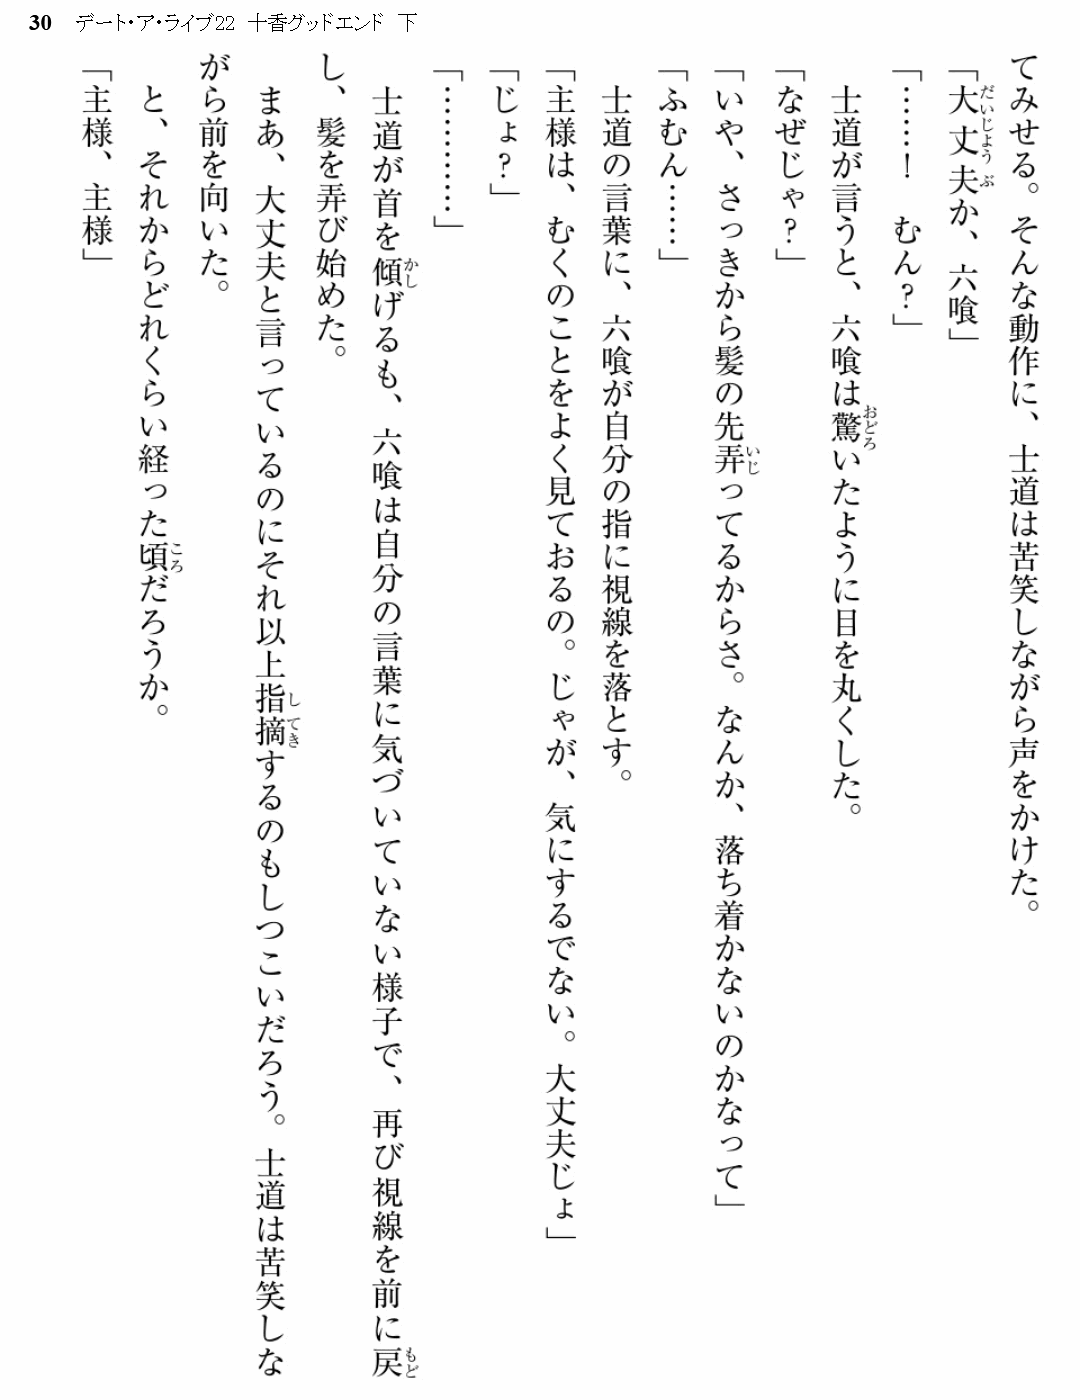 30 デート・ア・ライブ22 十香グッドエンド 下
てみせる。そんな動作に、士道は苦笑しながら声をかけた。
「大丈夫か、六喰」
「……！　むん？」
　士道が言うと、六喰は驚いたように目を丸くした。
「なぜじゃ？」
「いや、さっきから髪の先弄ってるからさ。なんか、落ち着かないのかなって」
「ふむん……」
　士道の言葉に、六喰が自分の指に視線を落とす。
「主様は、むくのことをよく見ておるの。じゃが、気にするでない。大丈夫じょ」
「じょ？」
「…………」
　士道が首を傾げるも、六喰は自分の言葉に気づいていない様子で、再び視線を前に戻
し、髪を弄び始めた。
　まあ、大丈夫と言っているのにそれ以上指摘するのもしつこいだろう。士道は苦笑しな
がら前を向いた。
　と、それからどれくらい経った頃だろうか。
「主様、主様」